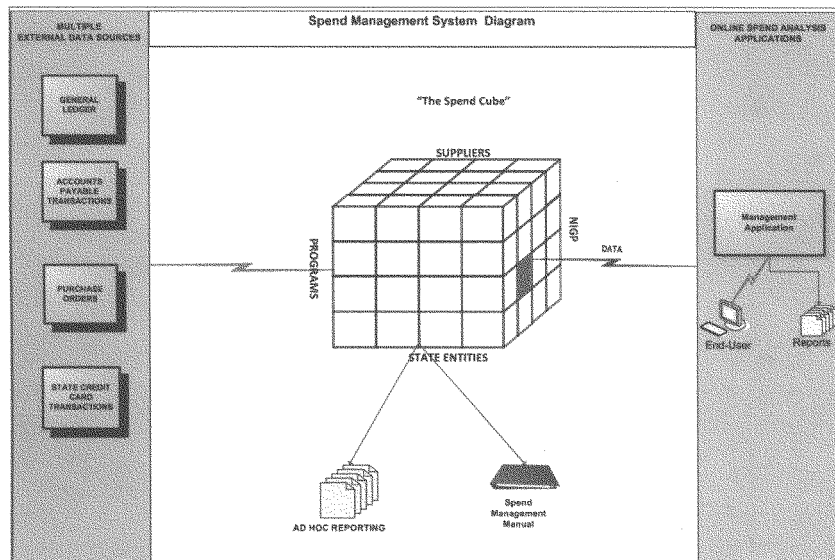 MULTIPLE
EXTERNAL DATA SOURCES
GENERAL
LEDGER
ACCOUNTS
PAYABLE
TRANSACTIONS
PURCHASE
ORDERS
STATE CREDIT
CARD
TRANSACTIONS
Spend Management System Diagram
"The Spend Cube"
SUPPLIERS
PROGRAMS
NIGP
STATE ENTITIES
DATA
AD HOC REPORTING
Spend
Management
Manual
ONLINE SPEND ANALYSIS
APPLICATIONS
Management
Application
End-User
Reports